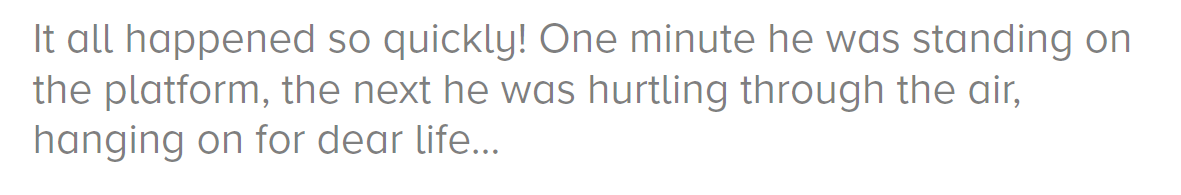 It all happened so quickly! One minute he was standing on
the platform, the next he was hurtling through the air,
hanging on for dear life...